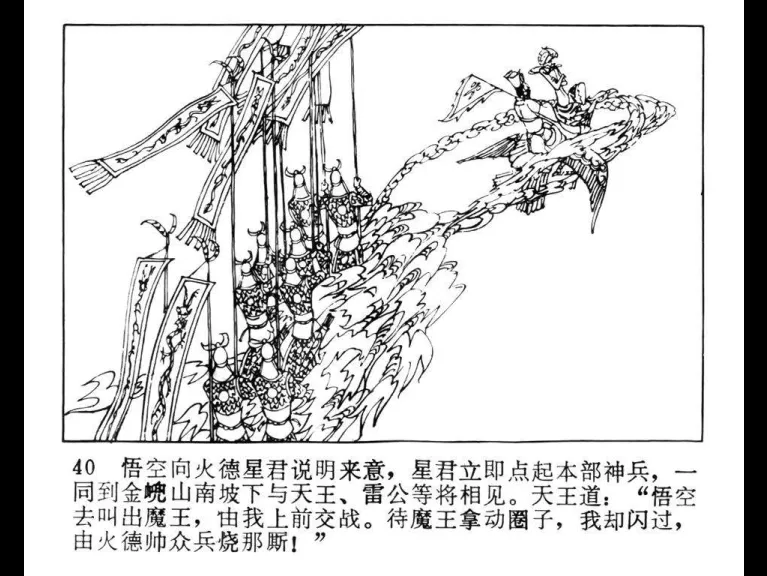 40 悟空向火德星君说明来意，星君立即点起本部神兵，一
同到金𠒎山南坡下与天王、雷公等将相见。天王道：“悟空
去叫出魔王，由我上前交战。待魔王拿动圈子，我却闪过，
由火德帅众兵烧那厮！”